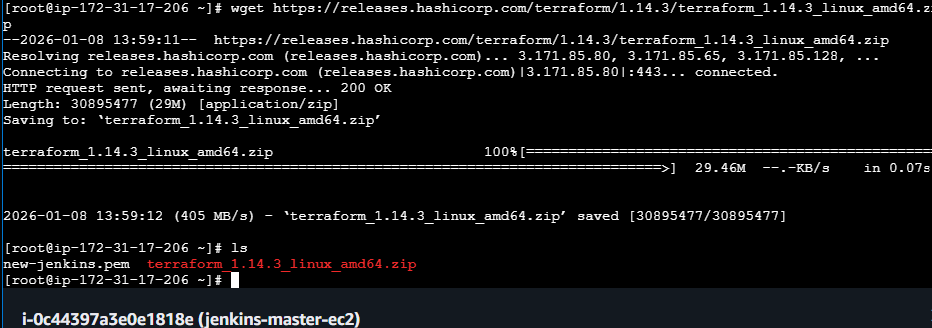 [root@ip-172-31-17-206 ~]# wget https://releases.hashicorp.com/terraform/1.14.3/terraform_1.14.3_linux_amd64.zi
p
--2026-01-08 13:59:11-- https://releases.hashicorp.com/terraform/1.14.3/terraform_1.14.3_linux_amd64.zip
Resolving releases.hashicorp.com (releases.hashicorp.com)... 3.171.85.80, 3.171.85.65, 3.171.85.128, ...
Connecting to releases.hashicorp.com (releases.hashicorp.com)|3.171.85.80|:443... connected.
HTTP request sent, awaiting response... 200 OK
Length: 30895477 (29M) [application/zip]
Saving to: ‘terraform_1.14.3_linux_amd64.zip’
terraform_1.14.3_linux_amd64.zip 100%[================================================
===============================================================================>] 29.46M --.-KB/s in 0.07s
2026-01-08 13:59:12 (405 MB/s) - ‘terraform_1.14.3_linux_amd64.zip’ saved [30895477/30895477]
[root@ip-172-31-17-206 ~]# ls
new-jenkins.pem terraform_1.14.3_linux_amd64.zip
[root@ip-172-31-17-206 ~]#
i-0c44397a3e0e1818e (jenkins-master-ec2)